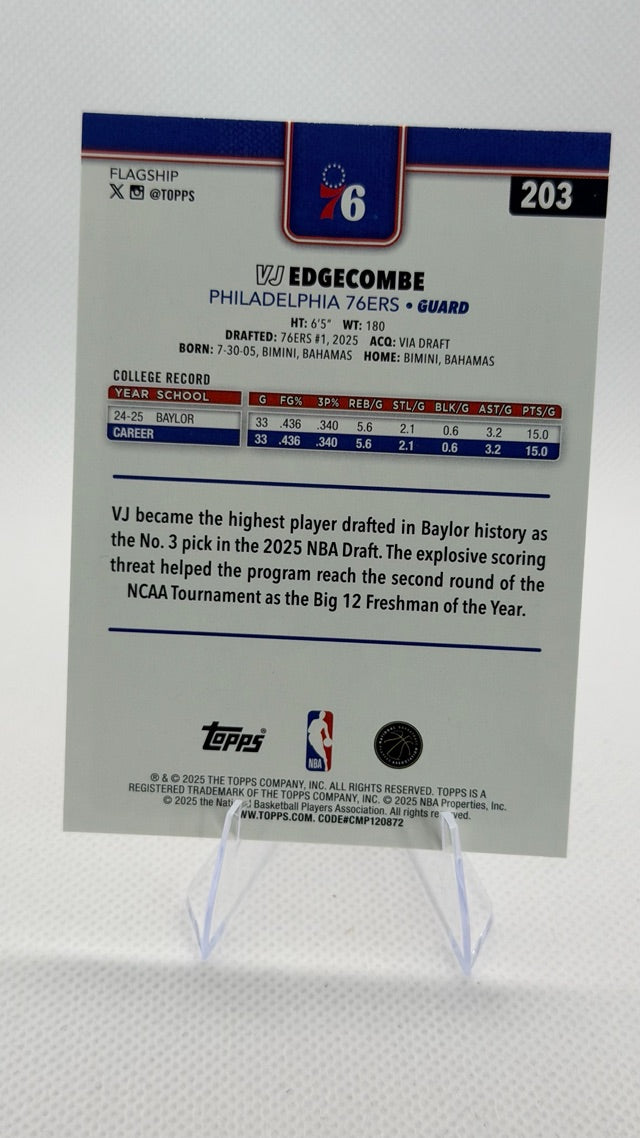 FLAGSHIP
@TOPPS
203
76
VJ EDGECOMBE
PHILADELPHIA 76ERS • GUARD
HT: 6'5" WT: 180
DRAFTED: 76ERS #1, 2025 ACQ: VIA DRAFT
BORN: 7-30-05, BIMINI, BAHAMAS HOME: BIMINI, BAHAMAS
COLLEGE RECORD
YEAR SCHOOL G FG% 3P% REB/G STL/G BLK/G AST/G PTS/G
24-25 BAYLOR 33 .436 .340 5.6 2.1 0.6 3.2 15.0
CAREER 33 .436 .340 5.6 2.1 0.6 3.2 15.0
VJ became the highest player drafted in Baylor history as
the No. 3 pick in the 2025 NBA Draft. The explosive scoring
threat helped the program reach the second round of the
NCAA Tournament as the Big 12 Freshman of the Year.
Topps®
NBA
® & © 2025 THE TOPPS COMPANY, INC. ALL RIGHTS RESERVED. TOPPS IS A
REGISTERED TRADEMARK OF THE TOPPS COMPANY, INC. © 2025 NBA Properties, Inc.
© 2025 the National Basketball Players Association. All rights reserved.
WWW.TOPPS.COM. CODE#CMP120872